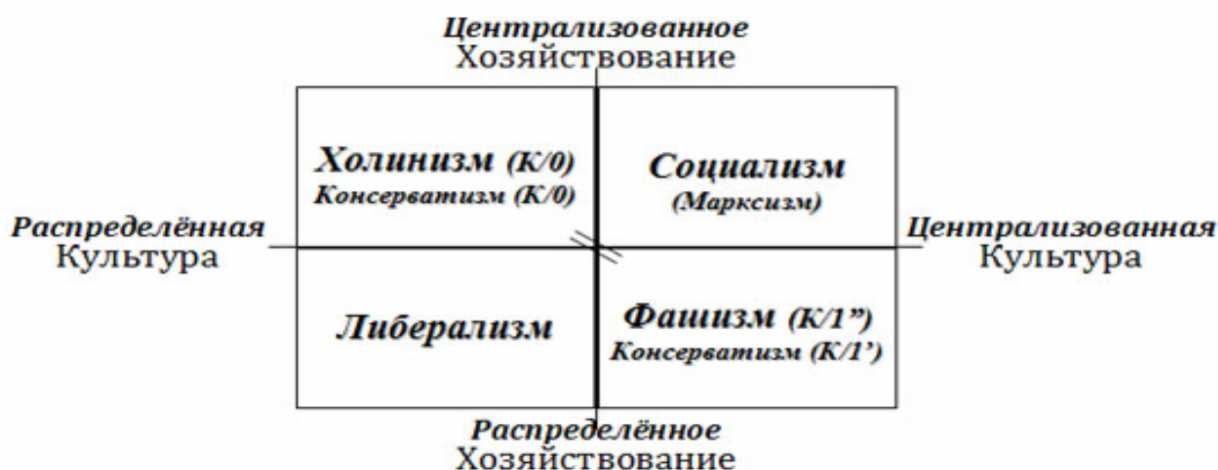 Централизованное
Хозяйствование
Холинизм (К/0)
Консерватизм (К/0)
Социализм
(Марксизм)
Распределённая
Культура
Централизованная
Культура
Либерализм
Фашизм (К/1”)
Консерватизм (К/1’)
Распределённое
Хозяйствование